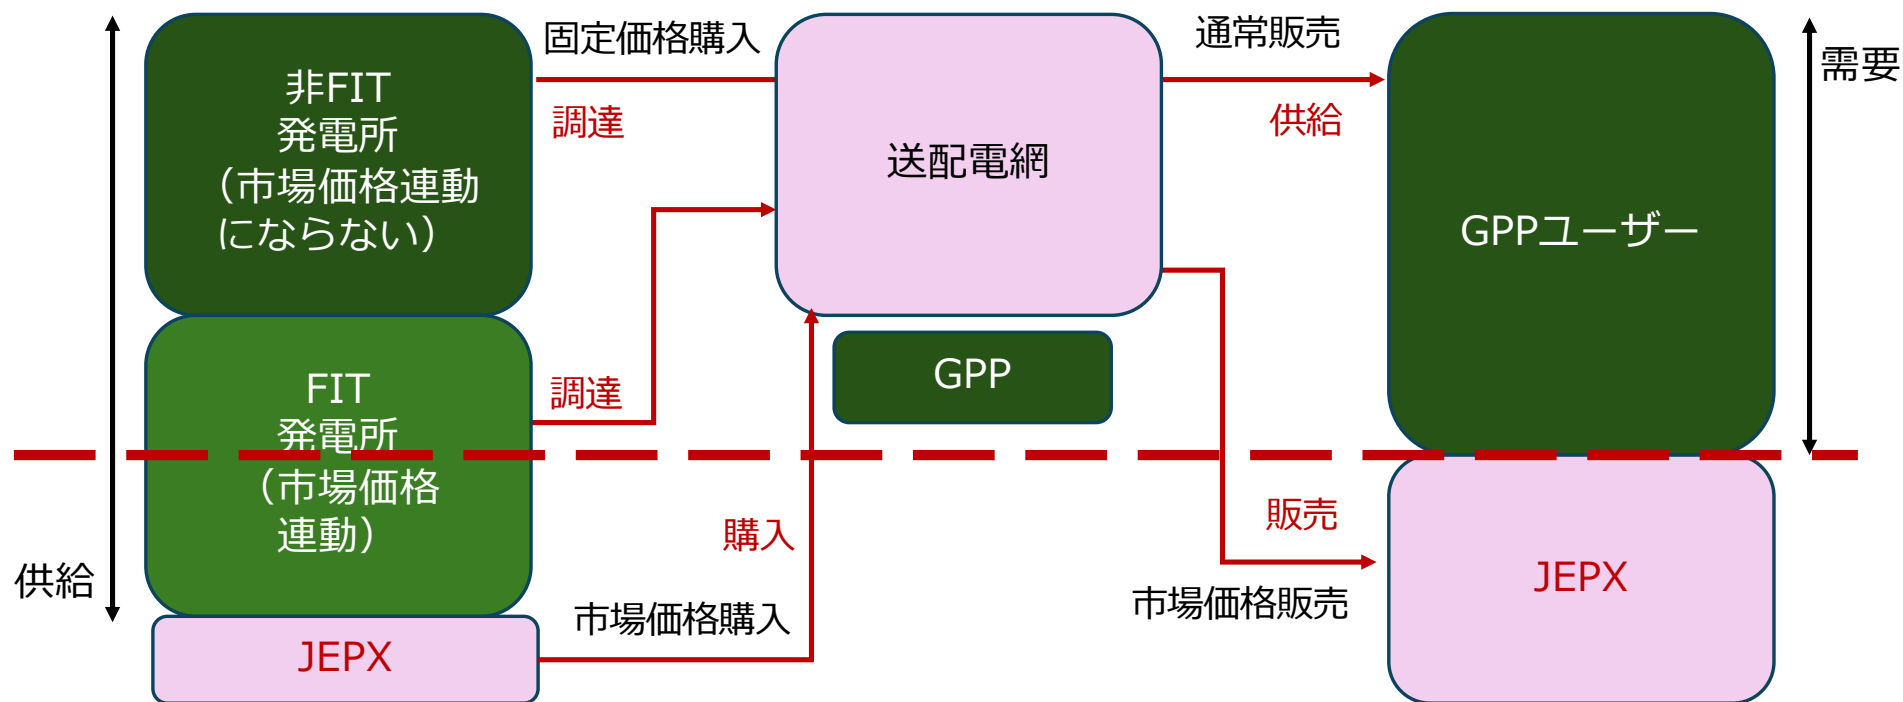 非FIT
発電所
（市場価格連動
にならない）
固定価格購入
調達
送配電網
通常販売
供給
GPPユーザー
需要
FIT
発電所
（市場価格
連動）
調達
GPP
供給
JEPX
購入
市場価格購入
販売
市場価格販売
JEPX